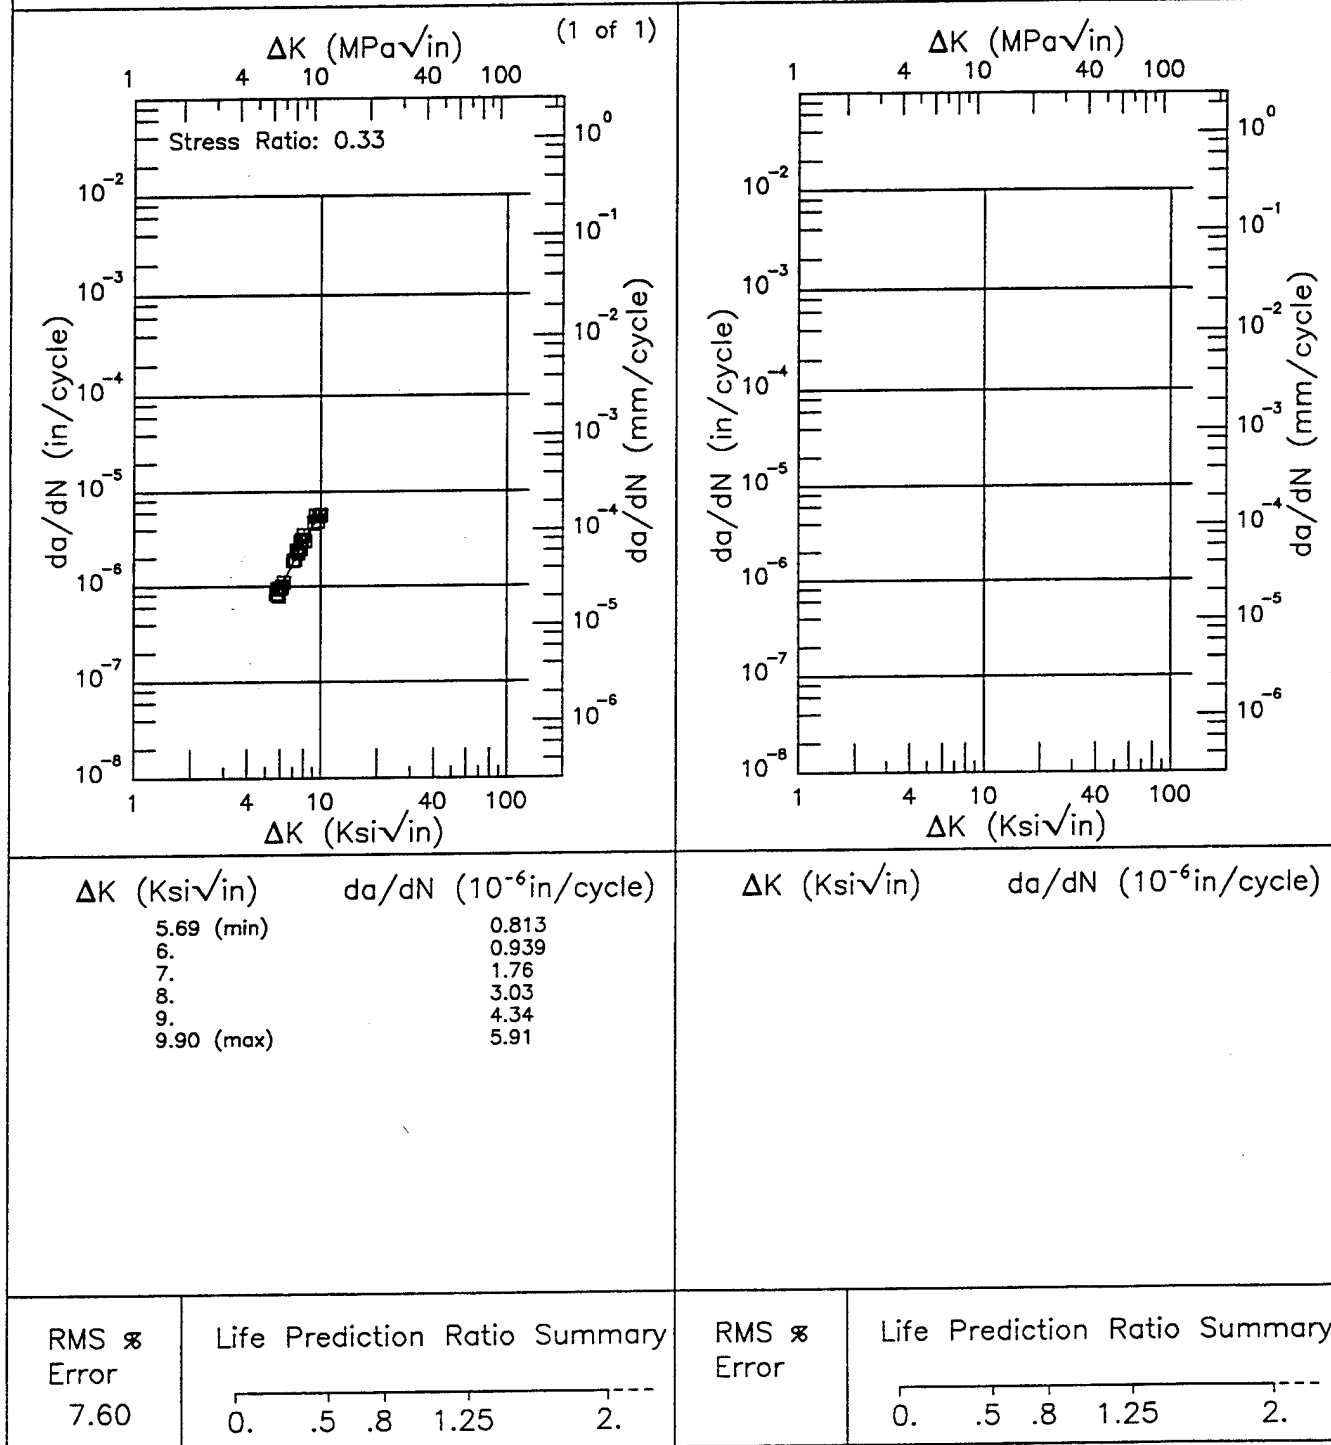 (1 of 1)
ΔK (MPa√in)
1 4 10 40 100
Stress Ratio: 0.33
da/dN (in/cycle)
10⁻²
10⁻³
10⁻⁴
10⁻⁵
10⁻⁶
10⁻⁷
10⁻⁸
10⁰
10⁻¹
10⁻²
10⁻³
10⁻⁴
10⁻⁵
10⁻⁶
da/dN (mm/cycle)
1 4 10 40 100
ΔK (Ksi√in)
ΔK (MPa√in)
1 4 10 40 100
da/dN (in/cycle)
10⁻²
10⁻³
10⁻⁴
10⁻⁵
10⁻⁶
10⁻⁷
10⁻⁸
10⁰
10⁻¹
10⁻²
10⁻³
10⁻⁴
10⁻⁵
10⁻⁶
da/dN (mm/cycle)
1 4 10 40 100
ΔK (Ksi√in)
ΔK (Ksi√in) da/dN (10⁻⁶in/cycle)
5.69 (min) 0.813
6. 0.939
7. 1.76
8. 3.03
9. 4.34
9.90 (max) 5.91
ΔK (Ksi√in) da/dN (10⁻⁶in/cycle)
RMS %
Error
7.60
Life Prediction Ratio Summary
0. .5 .8 1.25 2.
RMS %
Error
Life Prediction Ratio Summary
0. .5 .8 1.25 2.